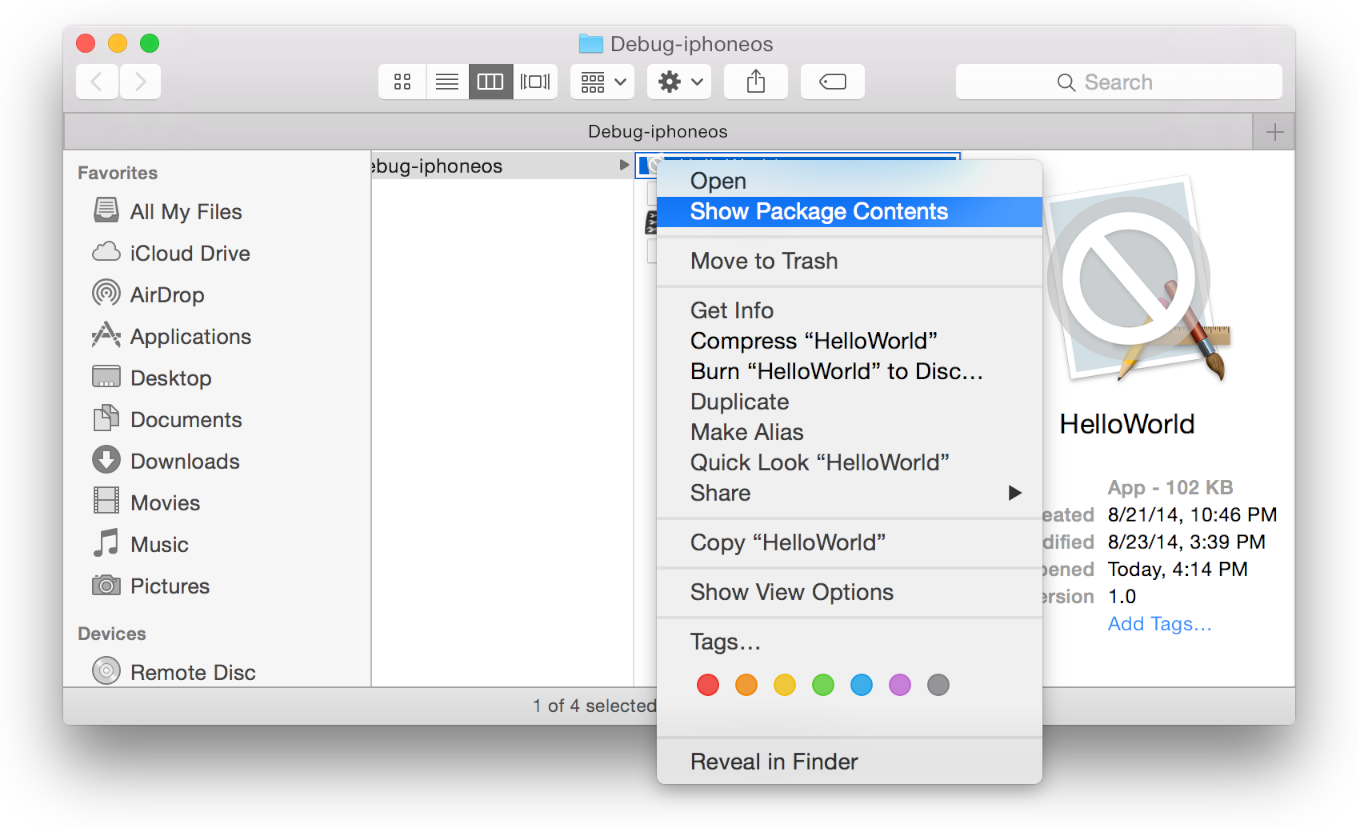 Debug-iphoneos
Search
Debug-iphoneos
Favorites
All My Files
iCloud Drive
AirDrop
Applications
Desktop
Documents
Downloads
Movies
Music
Pictures
Devices
Remote Disc
ebug-iphoneos
Open
Show Package Contents
Move to Trash
Get Info
Compress “HelloWorld”
Burn “HelloWorld” to Disc…
Duplicate
Make Alias
Quick Look “HelloWorld”
Share
Copy “HelloWorld”
Show View Options
Tags…
Reveal in Finder
HelloWorld
App - 102 KB
eated 8/21/14, 10:46 PM
dified 8/23/14, 3:39 PM
pened Today, 4:14 PM
ersion 1.0
Add Tags…
1 of 4 selected